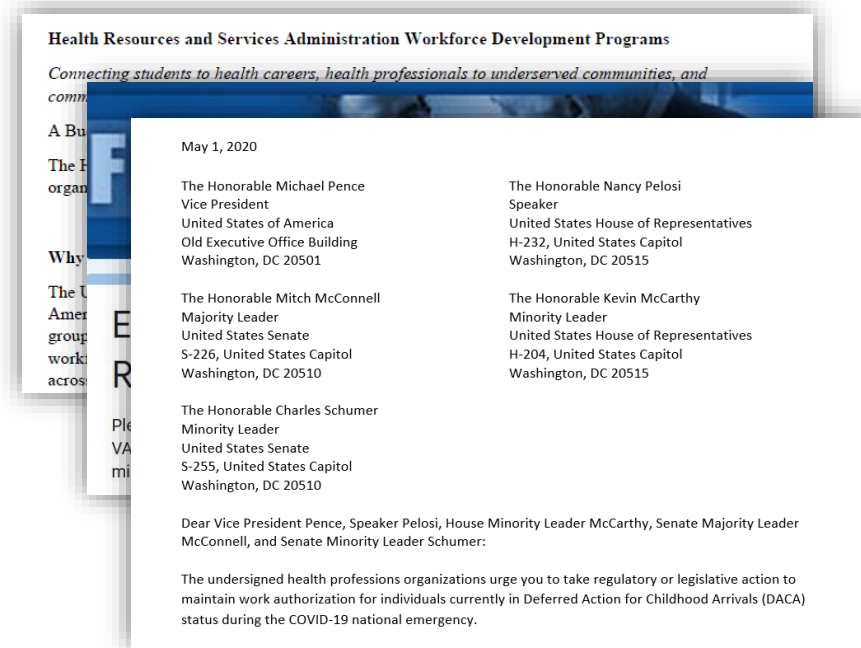 Health Resources and Services Administration Workforce Development Programs
Connecting students to health careers, health professionals to underserved communities, and
A
The
Why
The
May 1, 2020
The Honorable Michael Pence
Vice President
United States of America
Old Executive Office Building
Washington, DC 20501
The Honorable Nancy Pelosi
Speaker
United States House of Representatives
H-232, United States Capitol
Washington, DC 20515
The Honorable Mitch McConnell
Majority Leader
United States Senate
S-226, United States Capitol
Washington, DC 20510
The Honorable Kevin McCarthy
Minority Leader
United States House of Representatives
H-204, United States Capitol
Washington, DC 20515
The Honorable Charles Schumer
Minority Leader
United States Senate
S-255, United States Capitol
Washington, DC 20510
Dear Vice President Pence, Speaker Pelosi, House Minority Leader McCarthy, Senate Majority Leader
McConnell, and Senate Minority Leader Schumer:
The undersigned health professions organizations urge you to take regulatory or legislative action to
maintain work authorization for individuals currently in Deferred Action for Childhood Arrivals (DACA)
status during the COVID-19 national emergency.